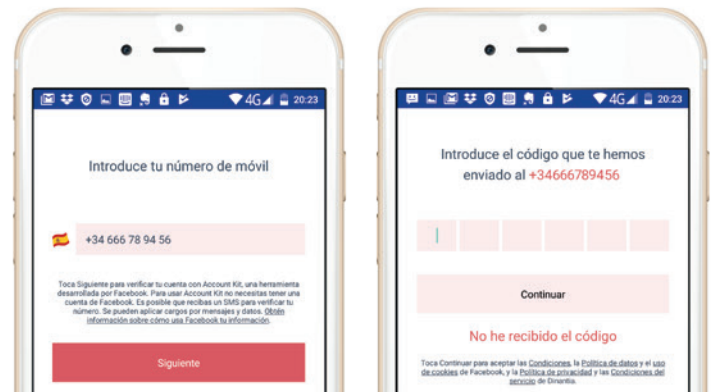 4G 20:23
Introduce tu número de móvil
+34 666 78 94 56
Toca Siguiente para verificar tu cuenta con Account Kit, una herramienta
desarrollada por Facebook. Para usar Account Kit no necesitas tener una
cuenta de Facebook. Es posible que recibas un SMS para verificar tu
número. Se pueden aplicar cargos por mensajes y datos. Obtén
información sobre cómo usa Facebook tu información.
Siguiente
4G 20:23
Introduce el código que te hemos
enviado al +34666789456
Continuar
No he recibido el código
Toca Continuar para aceptar las Condiciones, la Política de datos y el uso
de cookies de Facebook, y la Política de privacidad y las Condiciones del
servicio de Dinantia.